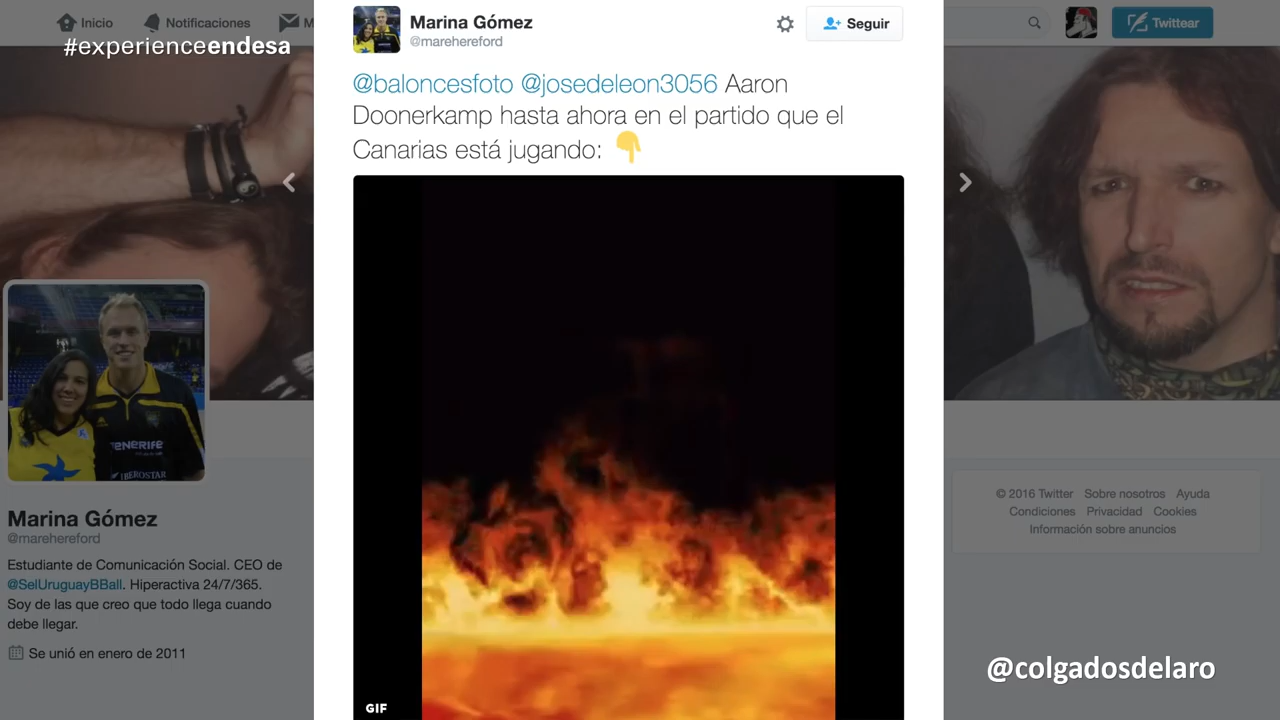 Inicio
Notificaciones
M
Twittear
#experienceendesa
Marina Gómez
@marehereford
Seguir
@baloncesfoto @josedeleon3056 Aaron
Doonerkamp hasta ahora en el partido que el
Canarias está jugando:
GIF
TENERIFE
IBEROSTAR
Marina Gómez
@marehereford
Estudiante de Comunicación Social. CEO de
@SelUruguayBBall. Hiperactiva 24/7/365.
Soy de las que creo que todo llega cuando
debe llegar.
Se unió en enero de 2011
© 2016 Twitter Sobre nosotros Ayuda
Condiciones Privacidad Cookies
Información sobre anuncios
@colgadosdelaro